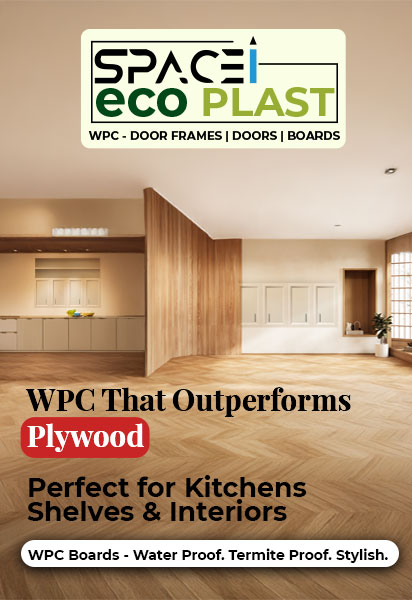 SPACEi
eco PLAST
WPC - DOOR FRAMES | DOORS | BOARDS
WPC That Outperforms
Plywood
Perfect for Kitchens
Shelves & Interiors
WPC Boards - Water Proof. Termite Proof. Stylish.